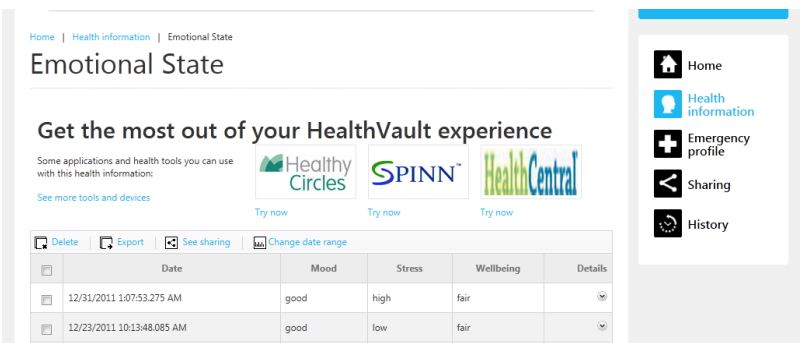 Home | Health information | Emotional State
Emotional State
Get the most out of your HealthVault experience
Some applications and health tools you can use
with this health information:
See more tools and devices
Healthy
Circles
Try now
SPINN™
Try now
HealthCentral
Try now
Delete | Export | See sharing | Change date range
Date Mood Stress Wellbeing Details
12/31/2011 1:07:53.275 AM good high fair
12/23/2011 10:13:48.085 AM good low fair
Home
Health
information
Emergency
profile
Sharing
History